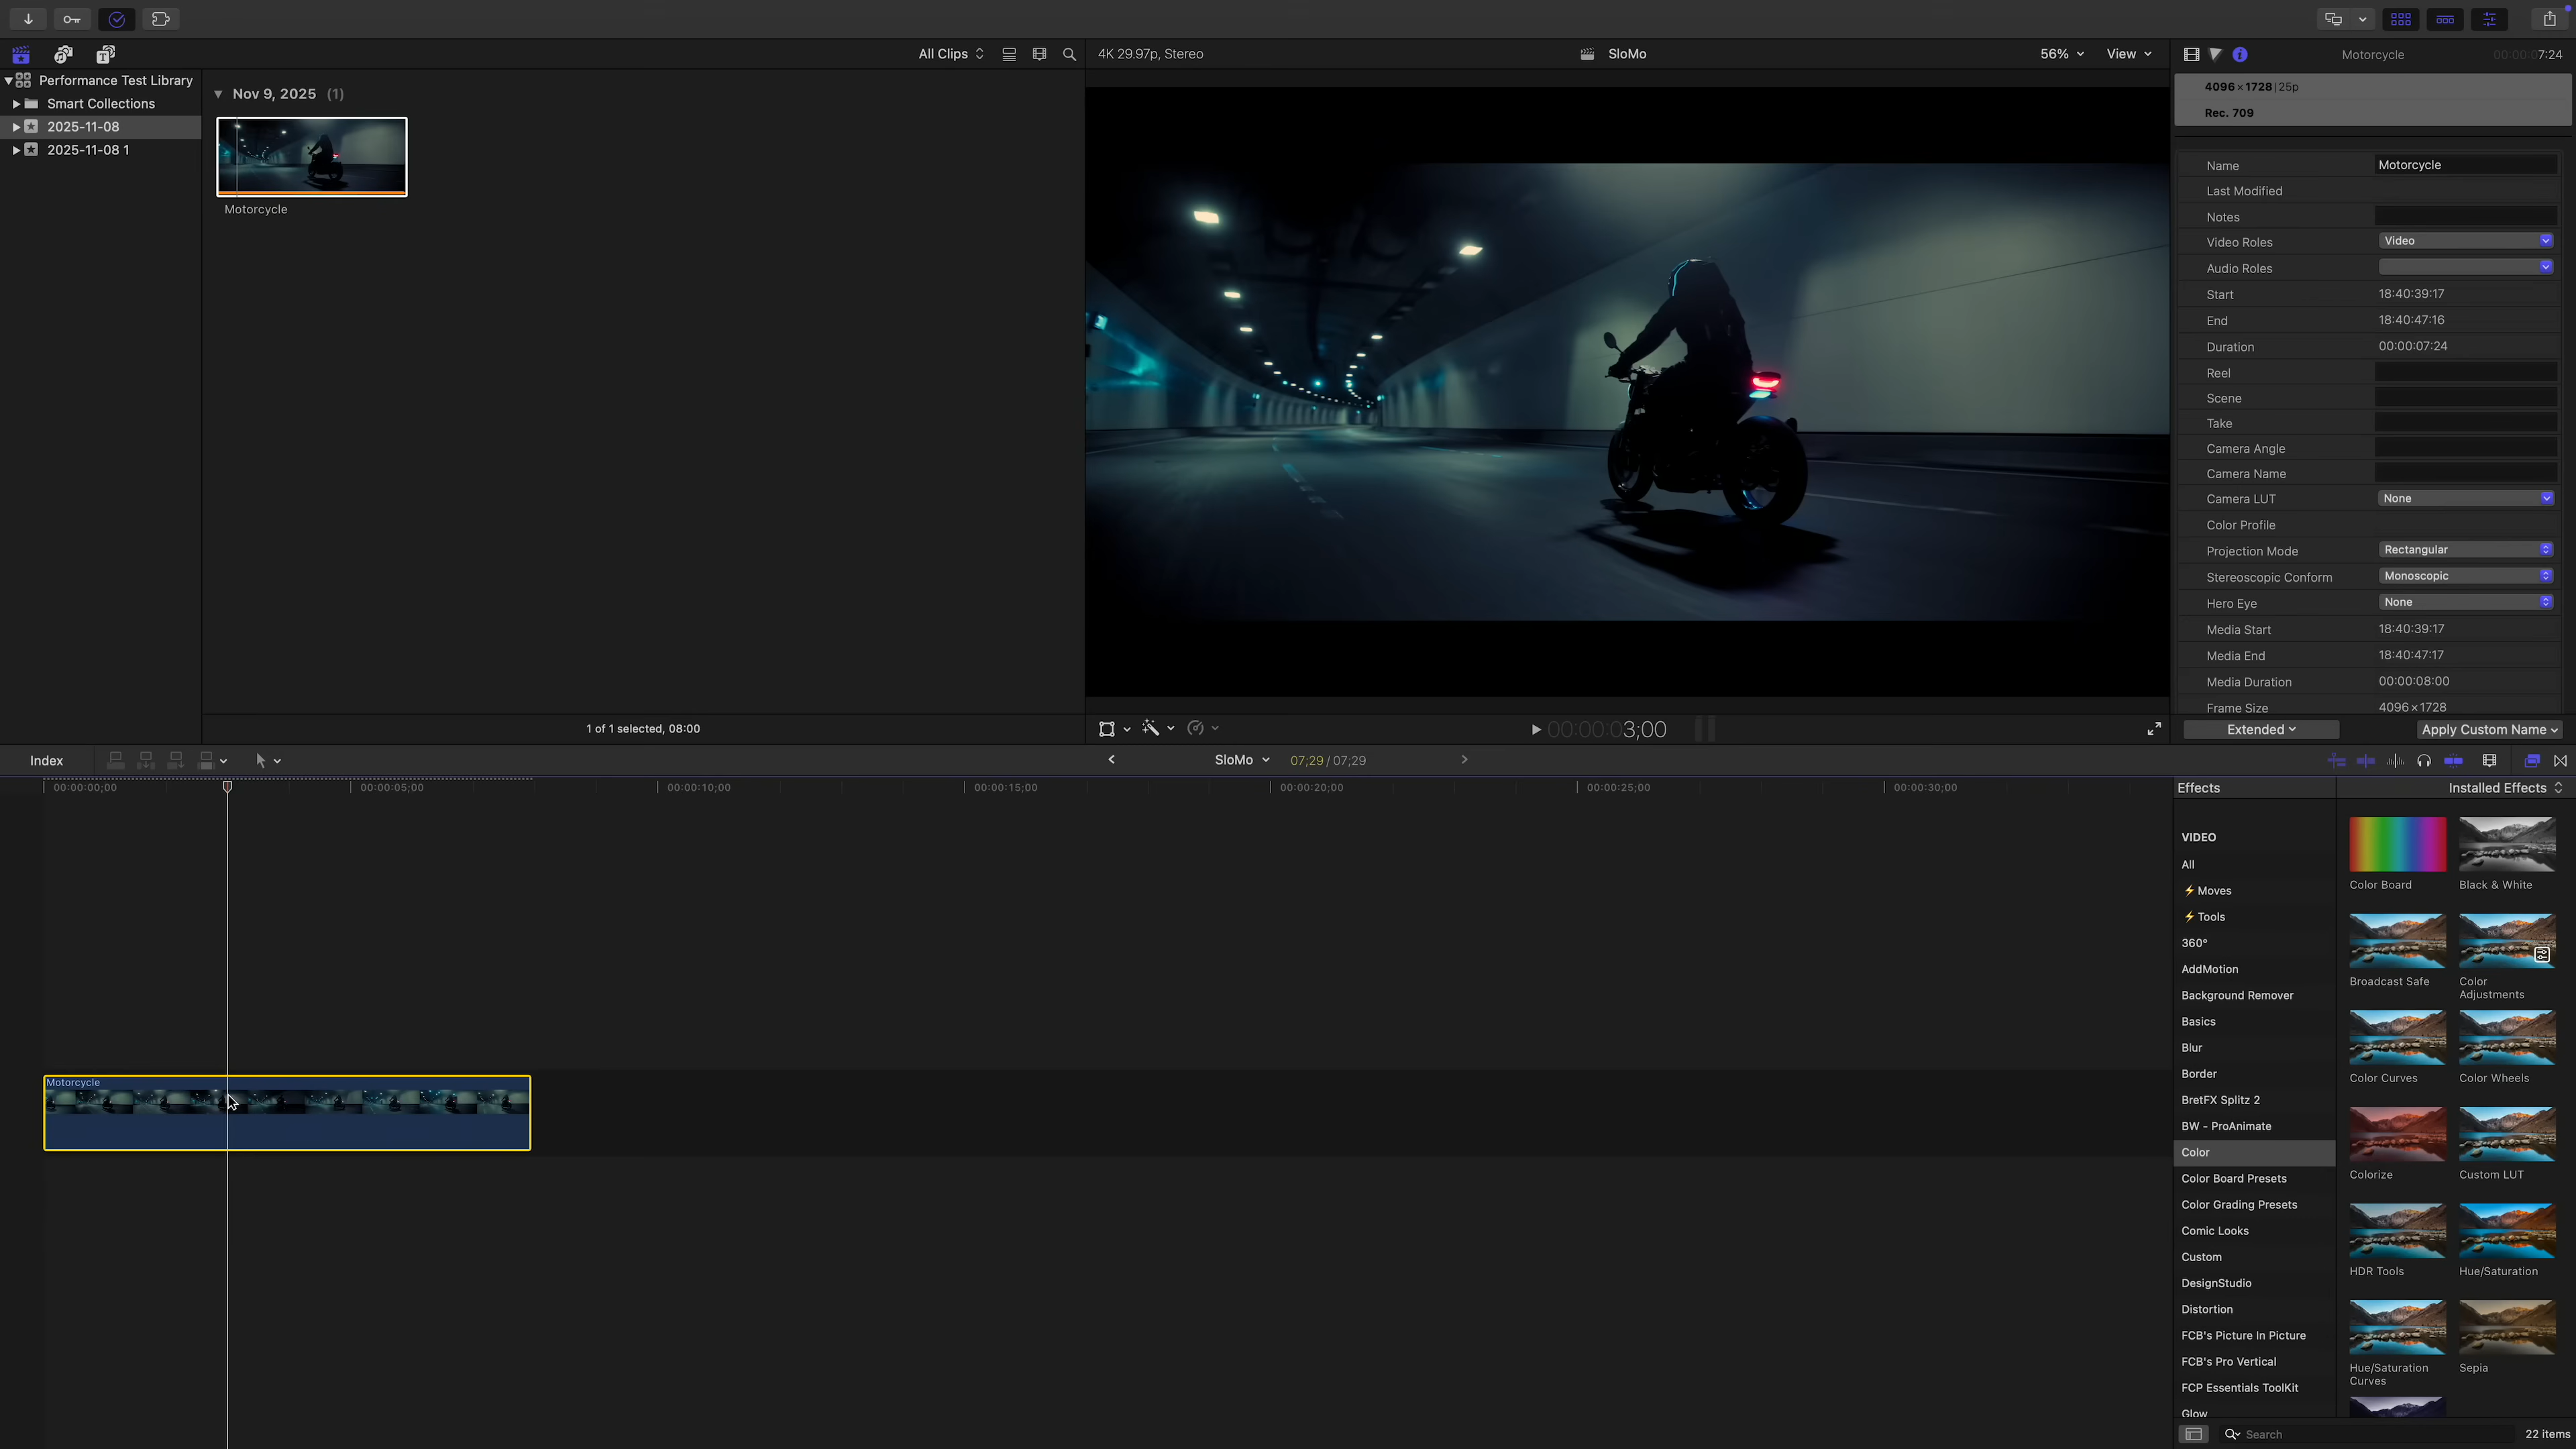 All Clips
4K 29.97p, Stereo
SloMo
56%
View
Motorcycle
00:00:07:24
Performance Test Library
Smart Collections
2025-11-08
2025-11-08 1
Nov 9, 2025 (1)
Motorcycle
4096 × 1728 | 25p
Rec. 709
Name Motorcycle
Last Modified
Notes
Video Roles Video
Audio Roles
Start 18:40:39:17
End 18:40:47:16
Duration 00:00:07:24
Reel
Scene
Take
Camera Angle
Camera Name
Camera LUT None
Color Profile
Projection Mode Rectangular
Stereoscopic Conform Monoscopic
Hero Eye None
Media Start 18:40:39:17
Media End 18:40:47:17
Media Duration 00:00:08:00
Frame Size 4096×1728
1 of 1 selected, 08:00
00:00:03;00
Extended
Apply Custom Name
Index
SloMo
07;29 / 07;29
00:00:00;00
00:00:05;00
00:00:10;00
00:00:15;00
00:00:20;00
00:00:25;00
00:00:30;00
Motorcycle
Effects
Installed Effects
VIDEO
All
⚡ Moves
⚡ Tools
360°
AddMotion
Background Remover
Basics
Blur
Border
BretFX Splitz 2
BW - ProAnimate
Color
Color Board Presets
Color Grading Presets
Comic Looks
Custom
DesignStudio
Distortion
FCB's Picture In Picture
FCB's Pro Vertical
FCP Essentials ToolKit
Glow
Color Board
Black & White
Broadcast Safe
Color
Adjustments
Color Curves
Color Wheels
Colorize
Custom LUT
HDR Tools
Hue/Saturation
Hue/Saturation
Curves
Sepia
Search
22 items